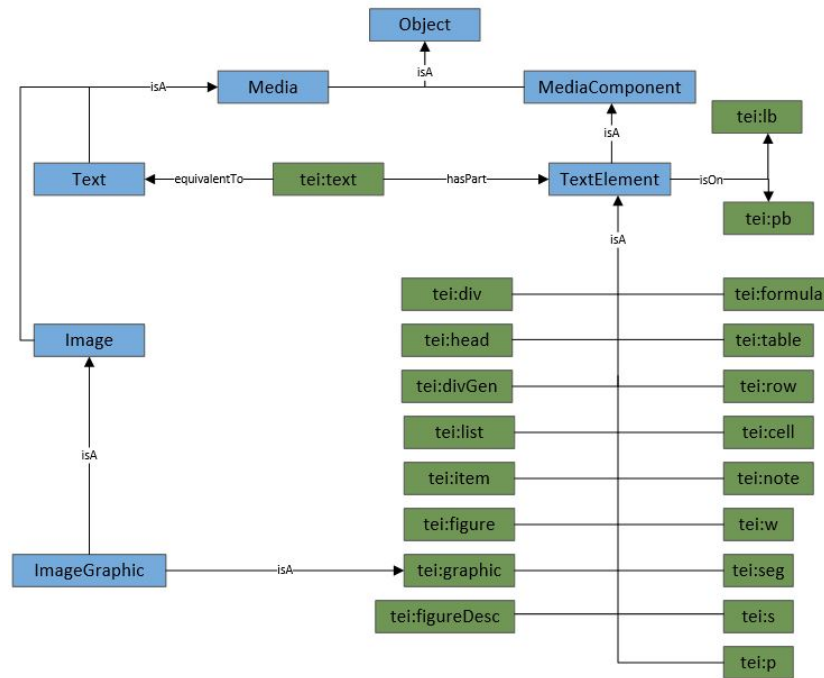 Object
isA
isA
Media
MediaComponent
isA
tei:lb
Text
equivalentTo
tei:text
hasPart
TextElement
isOn
tei:pb
isA
tei:div
tei:formula
Image
tei:head
tei:table
tei:divGen
tei:row
tei:list
tei:cell
isA
tei:item
tei:note
tei:figure
tei:w
ImageGraphic
isA
tei:graphic
tei:seg
tei:figureDesc
tei:s
tei:p